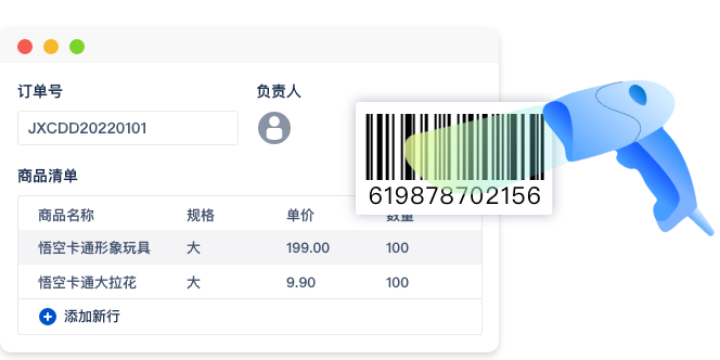 订单号 负责人
JXCDD20220101
619878702156
商品清单
商品名称 规格 单价 数量
悟空卡通形象玩具 大 199.00 100
悟空卡通大拉花 大 9.90 100
添加新行